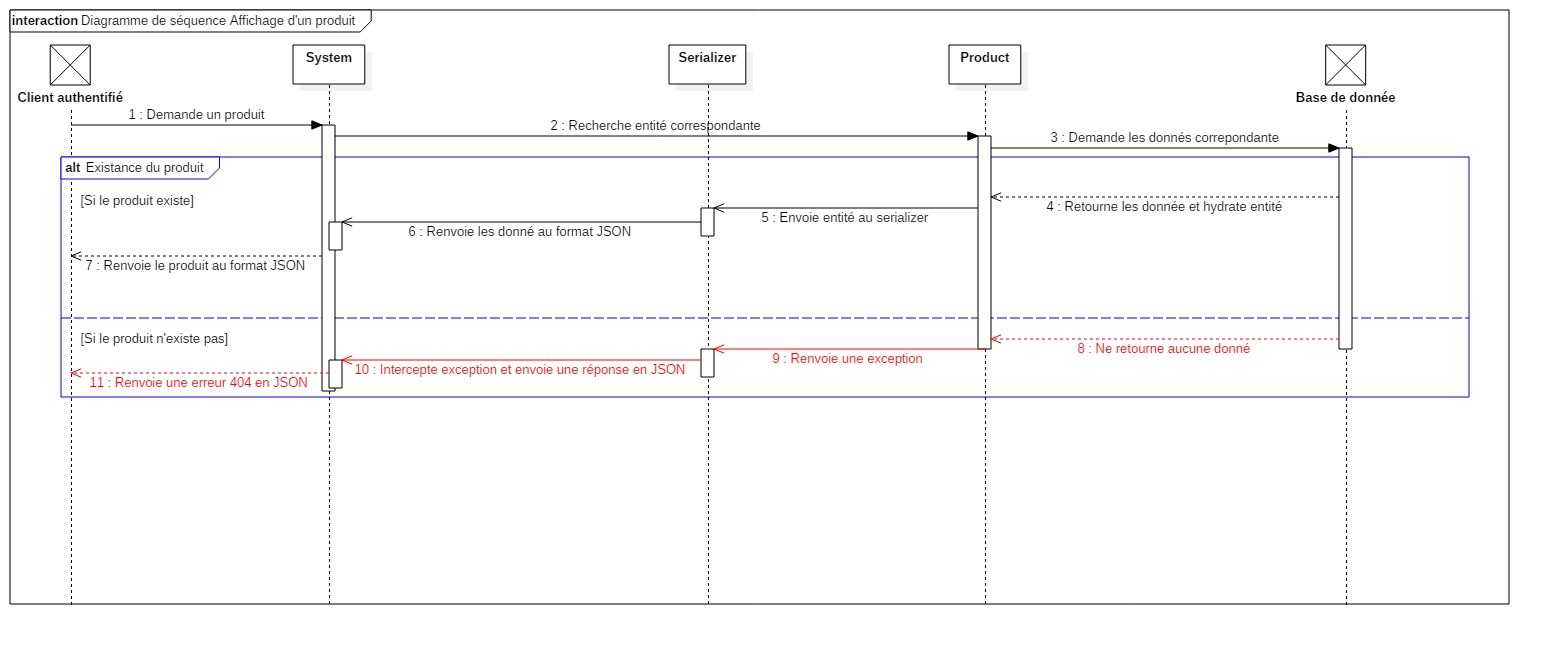 interaction Diagramme de séquence Affichage d'un produit
System
Serializer
Product
Client authentifié
Base de donnée
1 : Demande un produit
2 : Recherche entité correspondante
3 : Demande les donnés correpondante
alt Existance du produit
[Si le produit existe]
4 : Retourne les donnée et hydrate entité
5 : Envoie entité au serializer
6 : Renvoie les donné au format JSON
7 : Renvoie le produit au format JSON
[Si le produit n'existe pas]
8 : Ne retourne aucune donné
9 : Renvoie une exception
10 : Intercepte exception et envoie une réponse en JSON
11 : Renvoie une erreur 404 en JSON